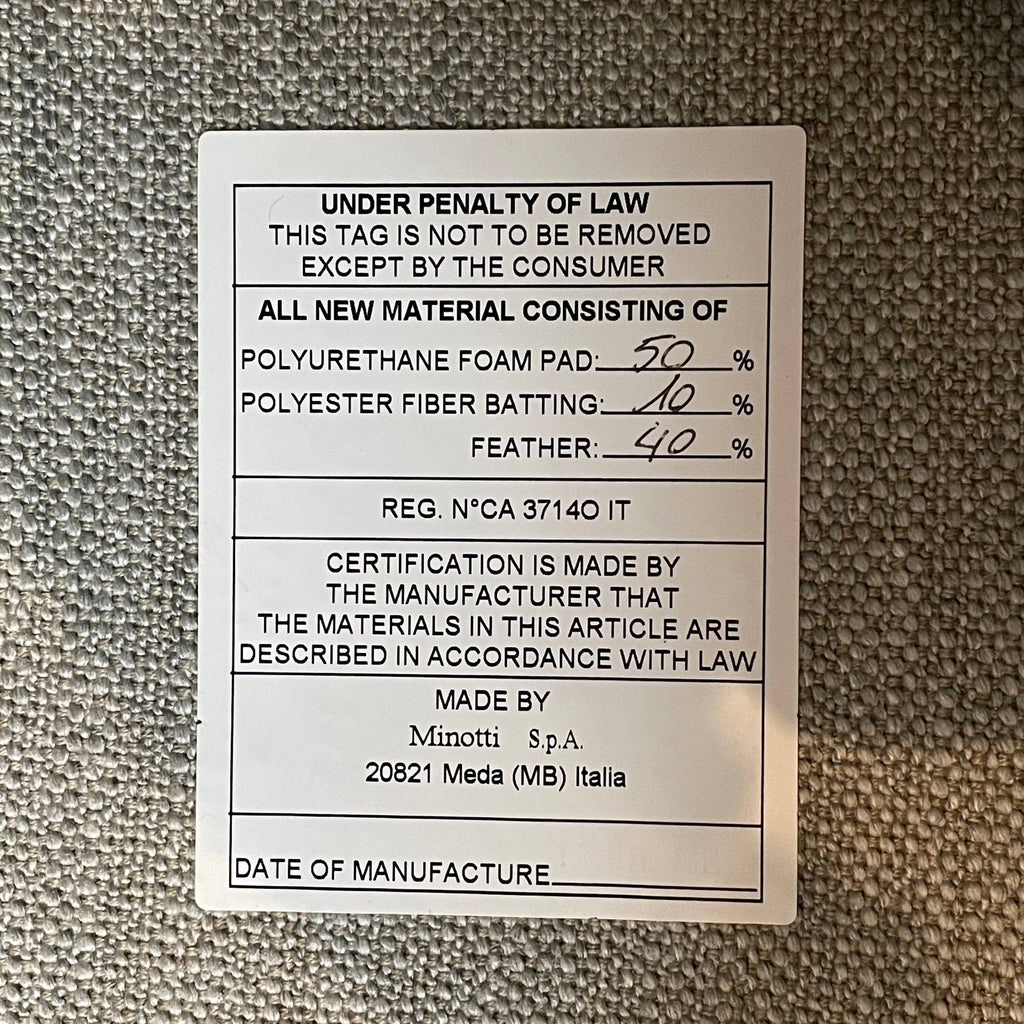 UNDER PENALTY OF LAW
THIS TAG IS NOT TO BE REMOVED
EXCEPT BY THE CONSUMER
ALL NEW MATERIAL CONSISTING OF
POLYURETHANE FOAM PAD: 50 %
POLYESTER FIBER BATTING: 10 %
FEATHER: 40 %
REG. N°CA 37140 IT
CERTIFICATION IS MADE BY
THE MANUFACTURER THAT
THE MATERIALS IN THIS ARTICLE ARE
DESCRIBED IN ACCORDANCE WITH LAW
MADE BY
Minotti S.p.A.
20821 Meda (MB) Italia
DATE OF MANUFACTURE